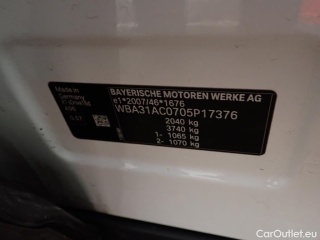 Made in
Germany
BAYERISCHE MOTOREN WERKE AG
e1*2007/46*1676
WBA31AC0705P17376
2040 kg
3740 kg
1- 1065 kg
2- 1070 kg
CarOutlet.eu